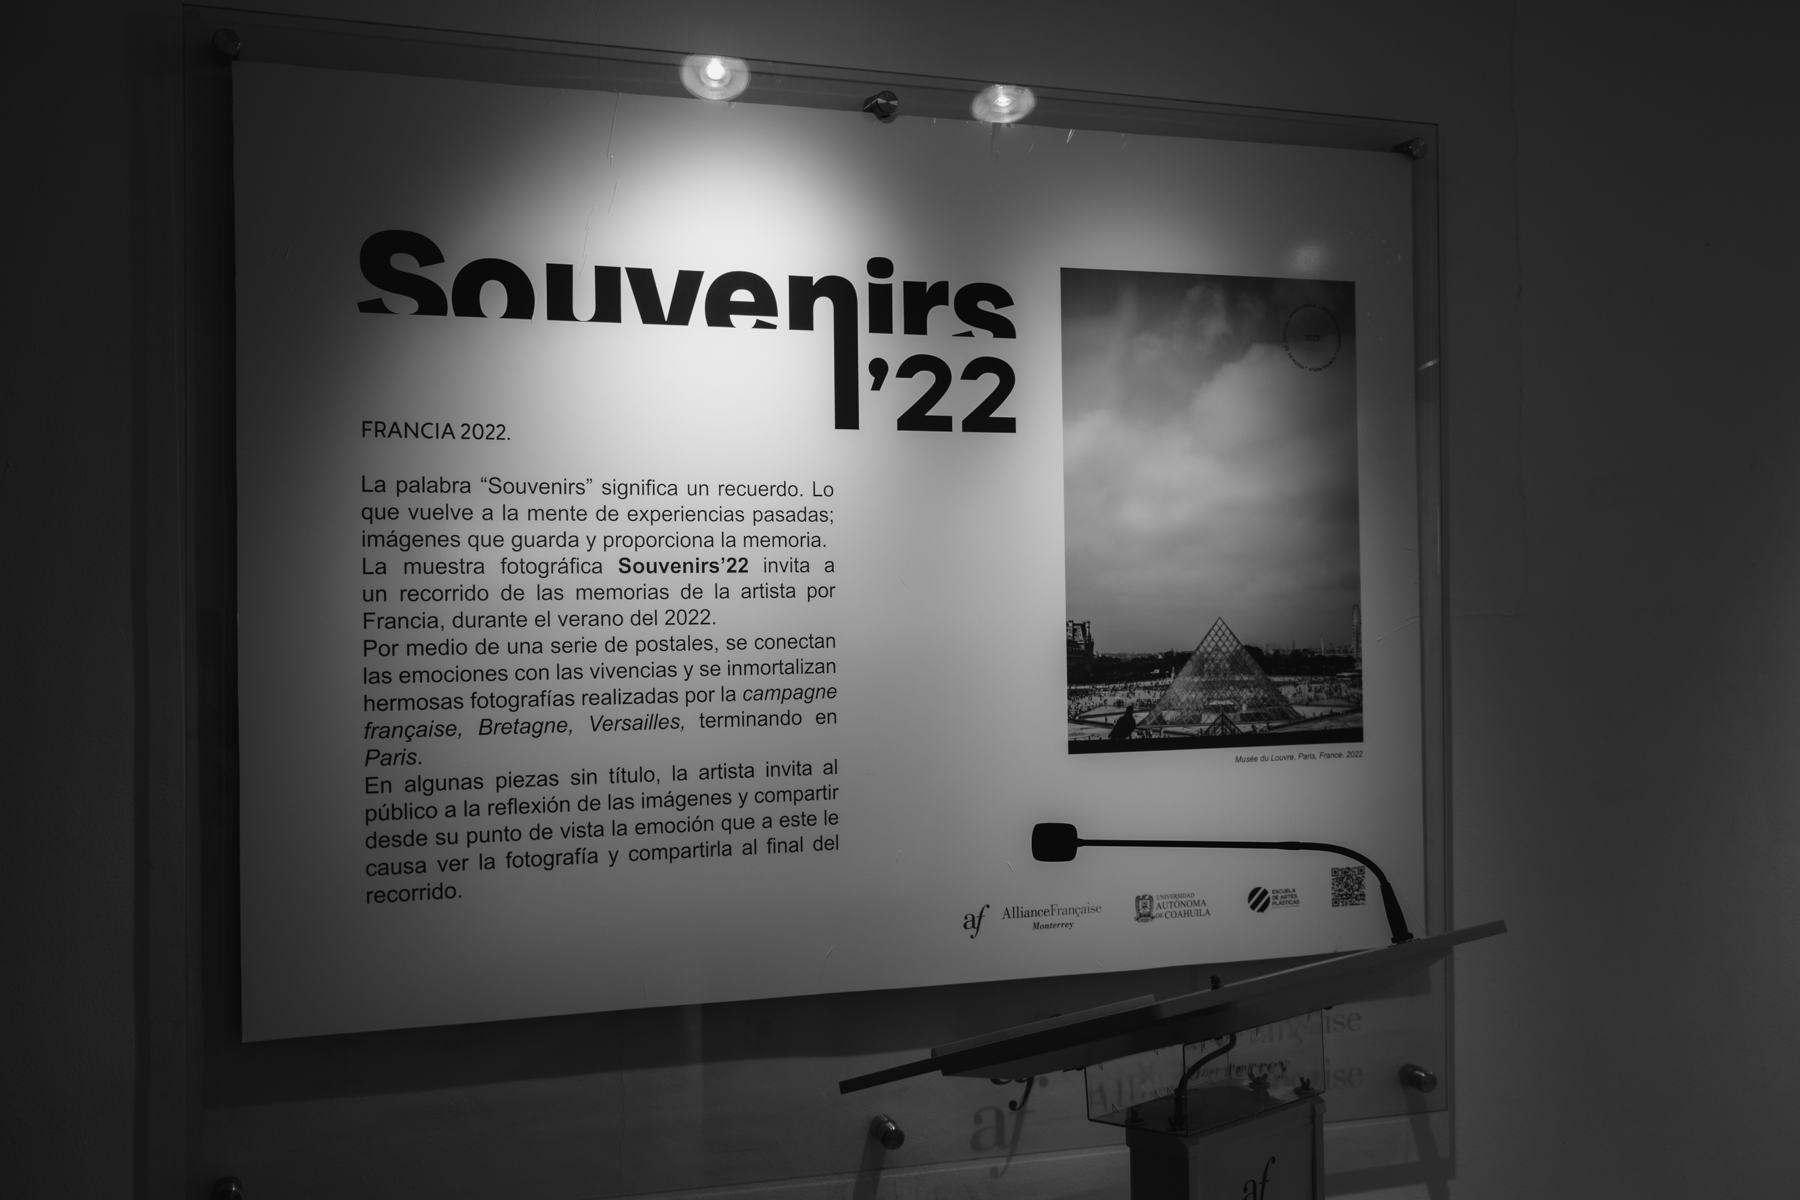 Souvenirs
’22
FRANCIA 2022.
La palabra “Souvenirs” significa un recuerdo. Lo
que vuelve a la mente de experiencias pasadas;
imágenes que guarda y proporciona la memoria.
La muestra fotográfica Souvenirs’22 invita a
un recorrido de las memorias de la artista por
Francia, durante el verano del 2022.
Por medio de una serie de postales, se conectan
las emociones con las vivencias y se inmortalizan
hermosas fotografías realizadas por la campagne
française, Bretagne, Versailles, terminando en
Paris.
En algunas piezas sin título, la artista invita al
público a la reflexión de las imágenes y compartir
desde su punto de vista la emoción que a este le
causa ver la fotografía y compartirla al final del
recorrido.
Musée du Louvre. Paris, France. 2022
af AllianceFrançaise
Monterrey
UNIVERSIDAD
AUTÓNOMA
DE COAHUILA
ESCUELA
DE ARTES
PLÁSTICAS
af
af